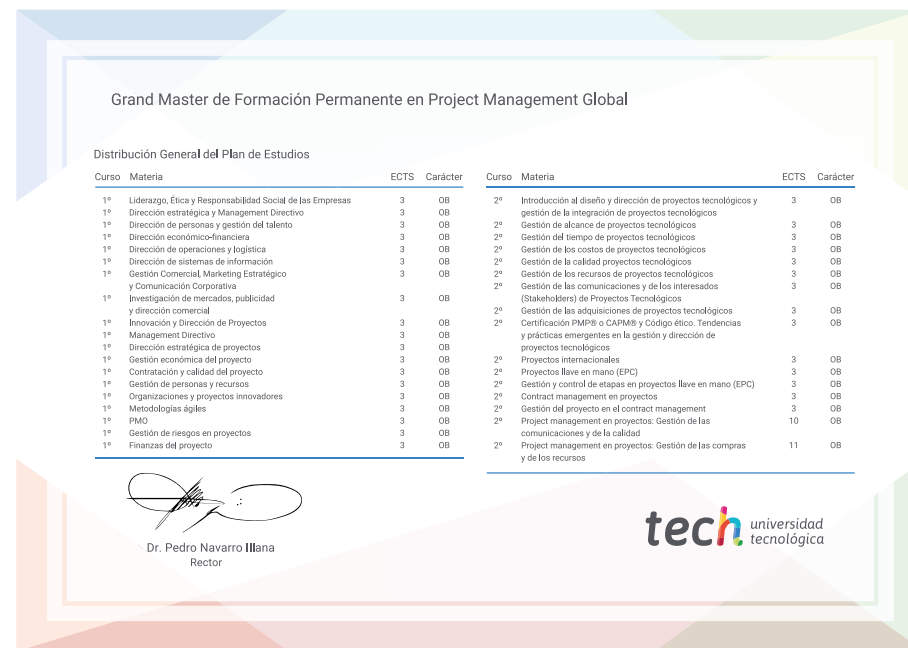 Grand Master de Formación Permanente en Project Management Global
Distribución General del Plan de Estudios
Curso Materia ECTS Carácter
1º Liderazgo, Ética y Responsabilidad Social de las Empresas 3 OB
1º Dirección estratégica y Management Directivo 3 OB
1º Dirección de personas y gestión del talento 3 OB
1º Dirección económico-financiera 3 OB
1º Dirección de operaciones y logística 3 OB
1º Dirección de sistemas de información 3 OB
1º Gestión Comercial, Marketing Estratégico 3 OB
y Comunicación Corporativa
1º Investigación de mercados, publicidad 3 OB
y dirección comercial
1º Innovación y Dirección de Proyectos 3 OB
1º Management Directivo 3 OB
1º Dirección estratégica de proyectos 3 OB
1º Gestión económica del proyecto 3 OB
1º Contratación y calidad del proyecto 3 OB
1º Gestión de personas y recursos 3 OB
1º Organizaciones y proyectos innovadores 3 OB
1º Metodologías ágiles 3 OB
1º PMO 3 OB
1º Gestión de riesgos en proyectos 3 OB
1º Finanzas del proyecto 3 OB
Curso Materia ECTS Carácter
2º Introducción al diseño y dirección de proyectos tecnológicos y 3 OB
gestión de la integración de proyectos tecnológicos
2º Gestión de alcance de proyectos tecnológicos 3 OB
2º Gestión del tiempo de proyectos tecnológicos 3 OB
2º Gestión de los costos de proyectos tecnológicos 3 OB
2º Gestión de la calidad proyectos tecnológicos 3 OB
2º Gestión de los recursos de proyectos tecnológicos 3 OB
2º Gestión de las comunicaciones y de los interesados 3 OB
(Stakeholders) de Proyectos Tecnológicos
2º Gestión de las adquisiciones de proyectos tecnológicos 3 OB
2º Certificación PMP® o CAPM® y Código ético. Tendencias 3 OB
y prácticas emergentes en la gestión y dirección de
proyectos tecnológicos
2º Proyectos internacionales 3 OB
2º Proyectos llave en mano (EPC) 3 OB
2º Gestión y control de etapas en proyectos llave en mano (EPC) 3 OB
2º Contract management en proyectos 3 OB
2º Gestión del proyecto en el contract management 3 OB
2º Project management en proyectos: Gestión de las 10 OB
comunicaciones y de la calidad
2º Project management en proyectos: Gestión de las compras 11 OB
y de los recursos
Dr. Pedro Navarro Illana
Rector
tech universidad
tecnológica